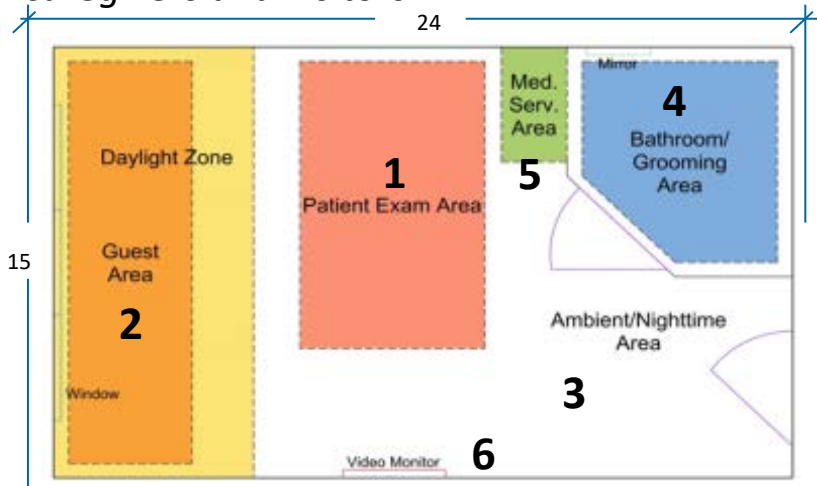 24
Mirror
Med.
Serv.
Area
4
Bathroom/
Grooming
Area
Daylight Zone
1
5
Patient Exam Area
Guest
Area
15
2
Ambient/Nighttime
Area
3
Window
Video Monitor
6